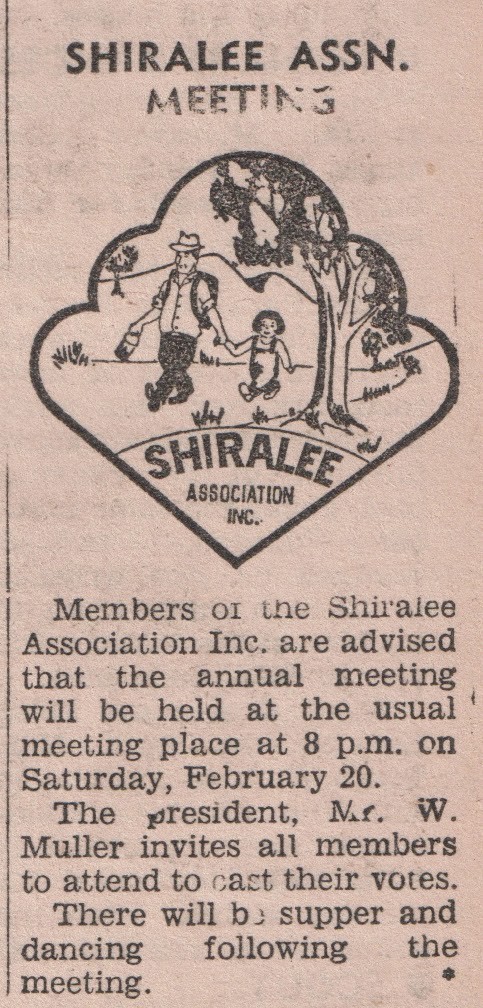 SHIRALEE ASSN.
MEETING
SHIRALEE
ASSOCIATION
INC.
Members of the Shiralee
Association Inc. are advised
that the annual meeting
will be held at the usual
meeting place at 8 p.m. on
Saturday, February 20.
The president, Mr. W.
Muller invites all members
to attend to cast their votes.
There will be supper and
dancing following the
meeting. *